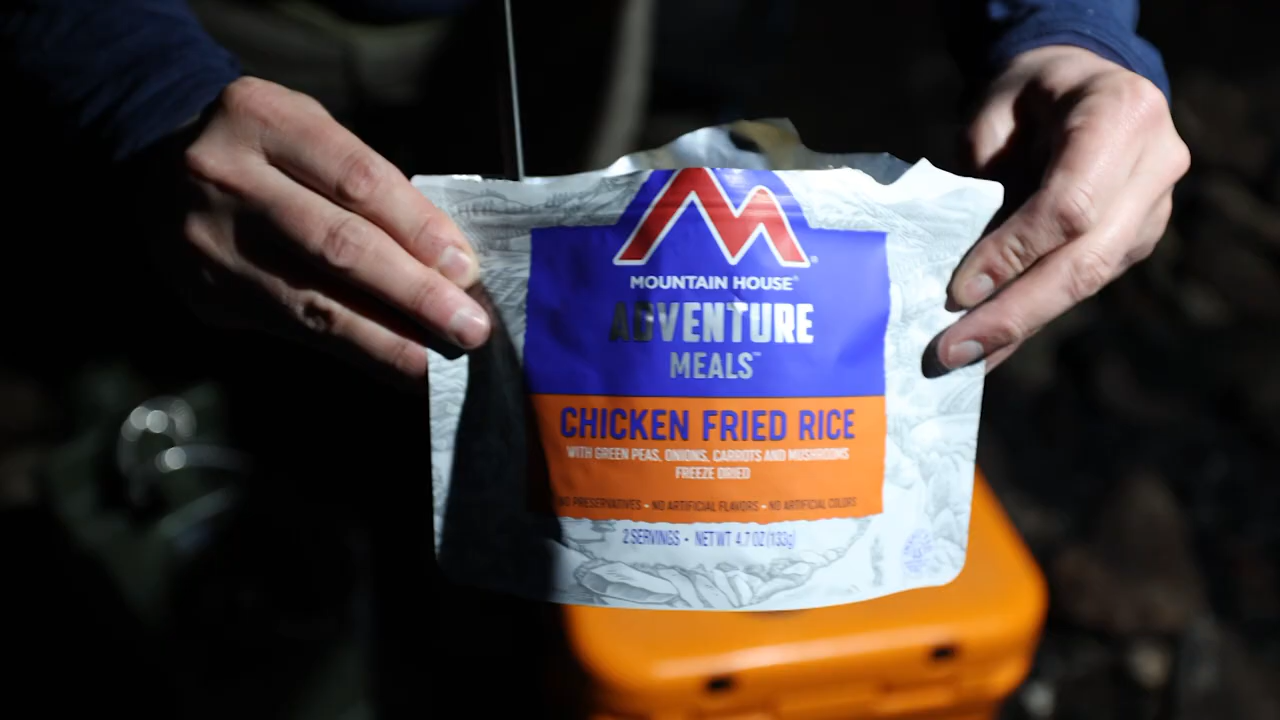 MOUNTAIN HOUSE®
ADVENTURE
MEALS™
CHICKEN FRIED RICE
WITH GREEN PEAS, ONIONS, CARROTS AND MUSHROOMS
FREEZE DRIED
NO PRESERVATIVES - NO ARTIFICIAL FLAVORS - NO ARTIFICIAL COLORS
2 SERVINGS - NET WT 4.7 OZ (133g)